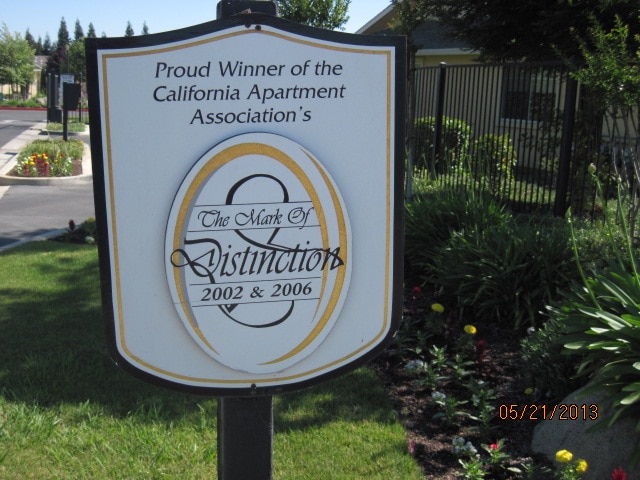 Proud Winner of the
California Apartment
Association's
The Mark Of
Distinction
2002 & 2006
05/21/2013